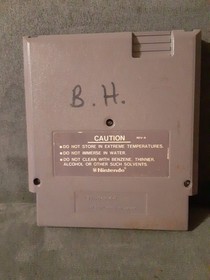 B.H.
CAUTION
●DO NOT STORE IN EXTREME TEMPERATURES.
●DO NOT IMMERSE IN WATER.
●DO NOT CLEAN WITH BENZENE, THINNER,
ALCOHOL OR OTHER SUCH SOLVENTS.
Nintendo